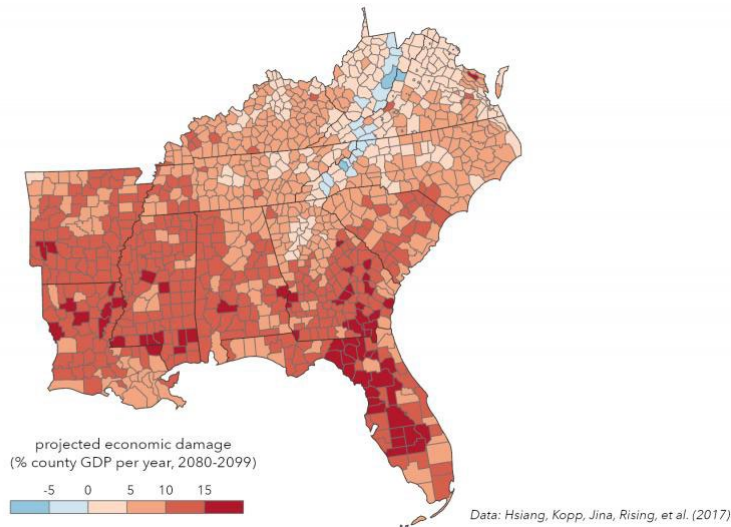 projected economic damage
(% county GDP per year, 2080-2099)
-5 0 5 10 15
Data: Hsiang, Kopp, Jina, Rising, et al. (2017)